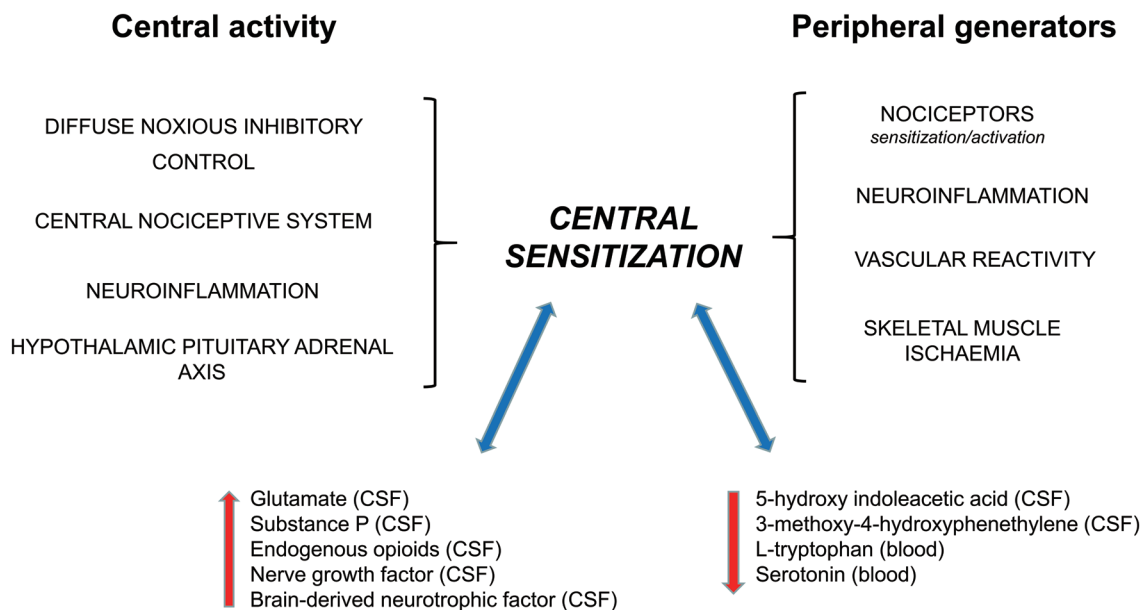 Central activity
DIFFUSE NOXIOUS INHIBITORY
CONTROL
CENTRAL NOCICEPTIVE SYSTEM
NEUROINFLAMMATION
HYPOTHALAMIC PITUITARY ADRENAL
AXIS
CENTRAL
SENSITIZATION
Peripheral generators
NOCICEPTORS
sensitization/activation
NEUROINFLAMMATION
VASCULAR REACTIVITY
SKELETAL MUSCLE
ISCHAEMIA
Glutamate (CSF)
Substance P (CSF)
Endogenous opioids (CSF)
Nerve growth factor (CSF)
Brain-derived neurotrophic factor (CSF)
5-hydroxy indoleacetic acid (CSF)
3-methoxy-4-hydroxyphenethylene (CSF)
L-tryptophan (blood)
Serotonin (blood)